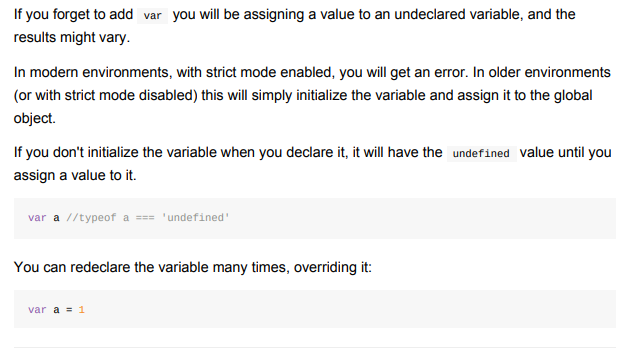 If you forget to add var you will be assigning a value to an undeclared variable, and the
results might vary.
In modern environments, with strict mode enabled, you will get an error. In older environments
(or with strict mode disabled) this will simply initialize the variable and assign it to the global
object.
If you don't initialize the variable when you declare it, it will have the undefined value until you
assign a value to it.
var a //typeof a === 'undefined'
You can redeclare the variable many times, overriding it:
var a = 1